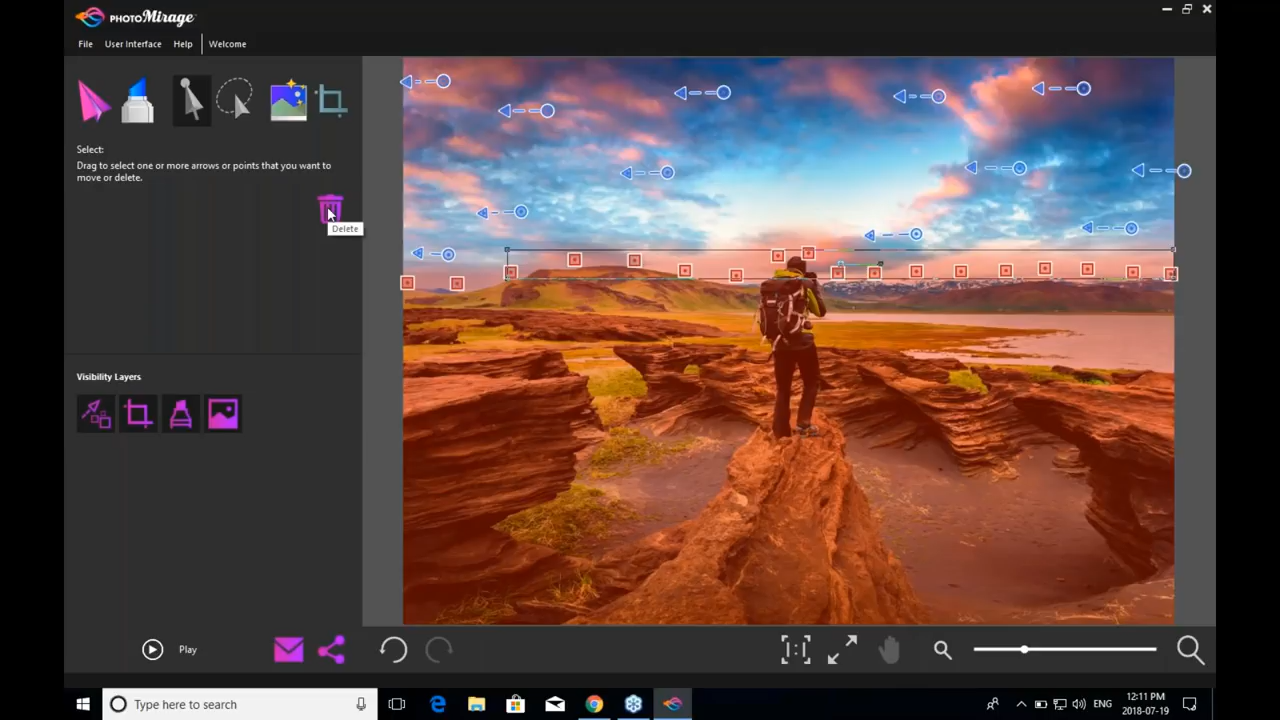 PHOTOMirage
File User Interface Help Welcome
Select:
Drag to select one or more arrows or points that you want to
move or delete.
Delete
Visibility Layers
Play
1:1
Type here to search
ENG
12:11 PM
2018-07-19